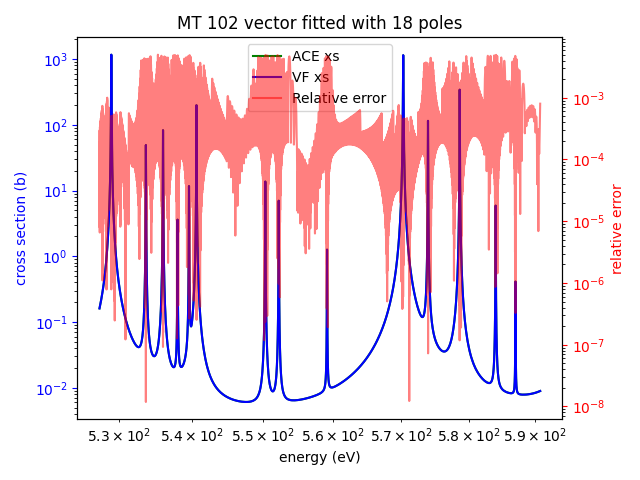 MT 102 vector fitted with 18 poles
ACE xs
VF xs
Relative error
cross section (b)
10³
10²
10¹
10⁰
10⁻¹
10⁻²
relative error
10⁻³
10⁻⁴
10⁻⁵
10⁻⁶
10⁻⁷
10⁻⁸
5.3 × 10² 5.4 × 10² 5.5 × 10² 5.6 × 10² 5.7 × 10² 5.8 × 10² 5.9 × 10²
energy (eV)